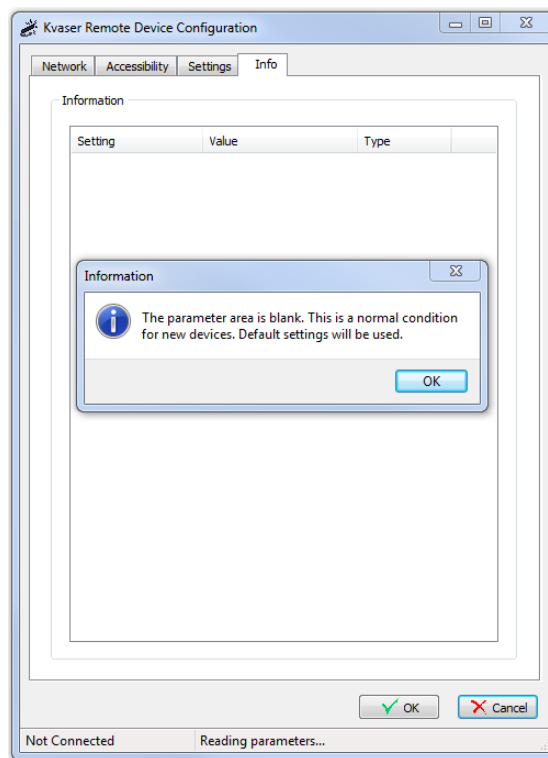 Kvaser Remote Device Configuration
Network Accessibility Settings Info
Information
Setting Value Type
Information
The parameter area is blank. This is a normal condition
for new devices. Default settings will be used.
OK
OK Cancel
Not Connected Reading parameters...